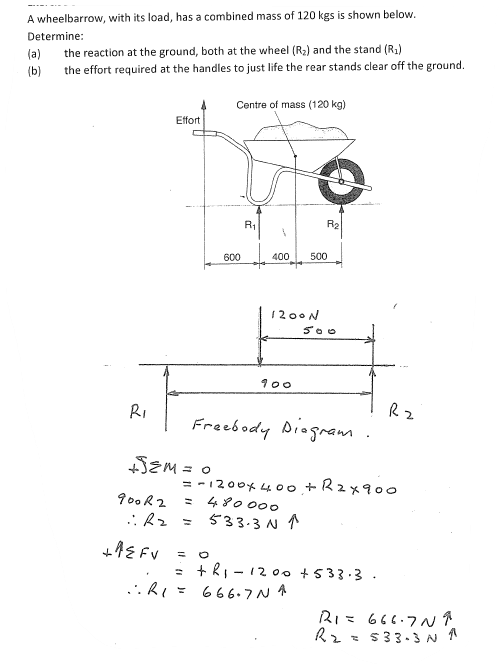 A wheelbarrow, with its load, has a combined mass of 120 kgs is shown below.
Determine:
(a) the reaction at the ground, both at the wheel (R₂) and the stand (R₁)
(b) the effort required at the handles to just life the rear stands clear off the ground.
Centre of mass (120 kg)
Effort
R₁
R₂
600 400 500
1200N
500
900
R1
R2
Freebody Diagram.
+↻ΣM = 0
= -1200×400 + R2×900
900R2 = 480000
∴ R2 = 533.3 N ↑
+↑ΣFV = 0
= +R1 - 1200 + 533.3.
∴ R1 = 666.7N ↑
R1 = 666.7N ↑
R2 = 533.3 N ↑